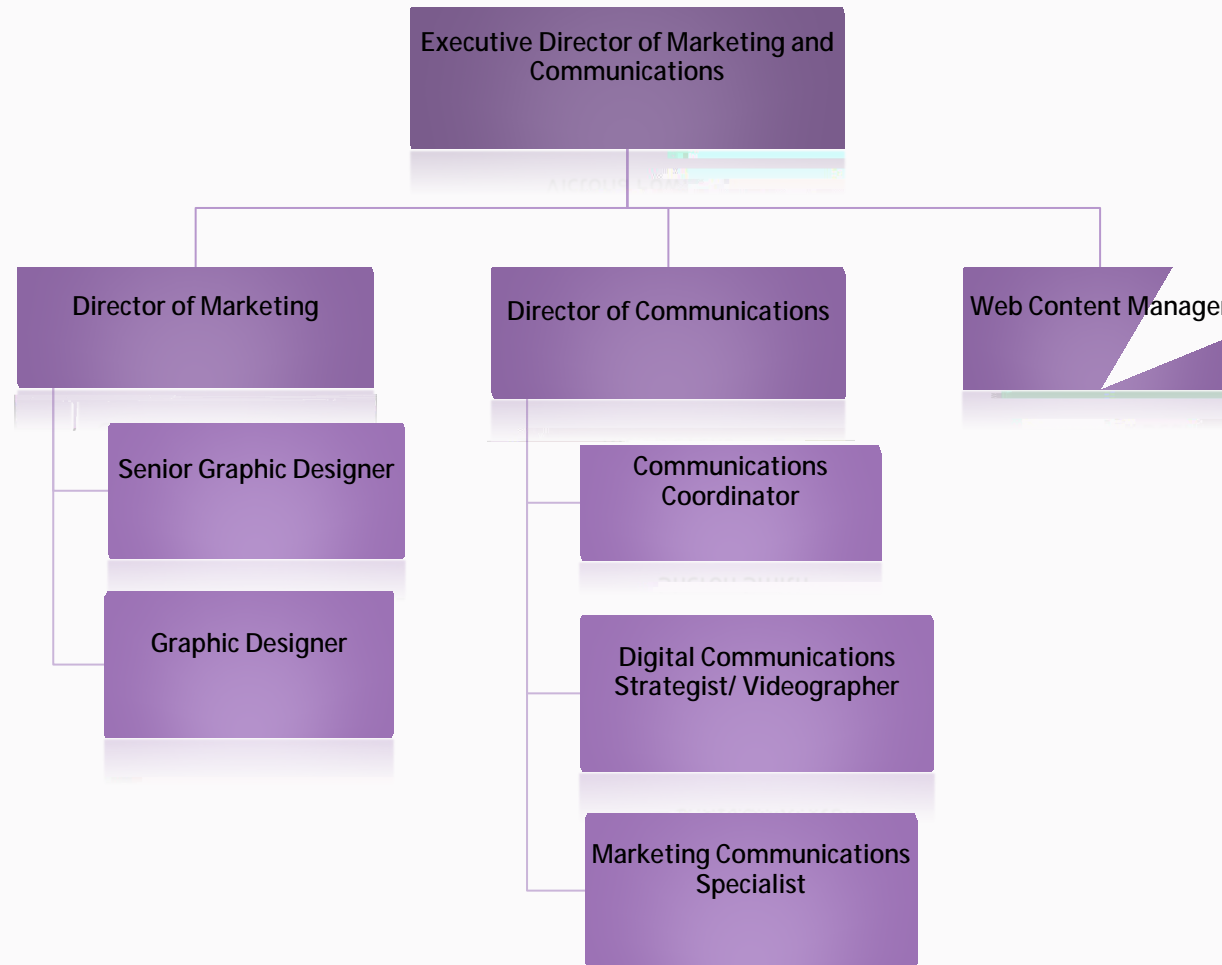 Executive Director of Marketing and
Communications
Director of Marketing
Senior Graphic Designer
Graphic Designer
Director of Communications
Communications
Coordinator
Digital Communications
Strategist/ Videographer
Marketing Communications
Specialist
Web Content Manager